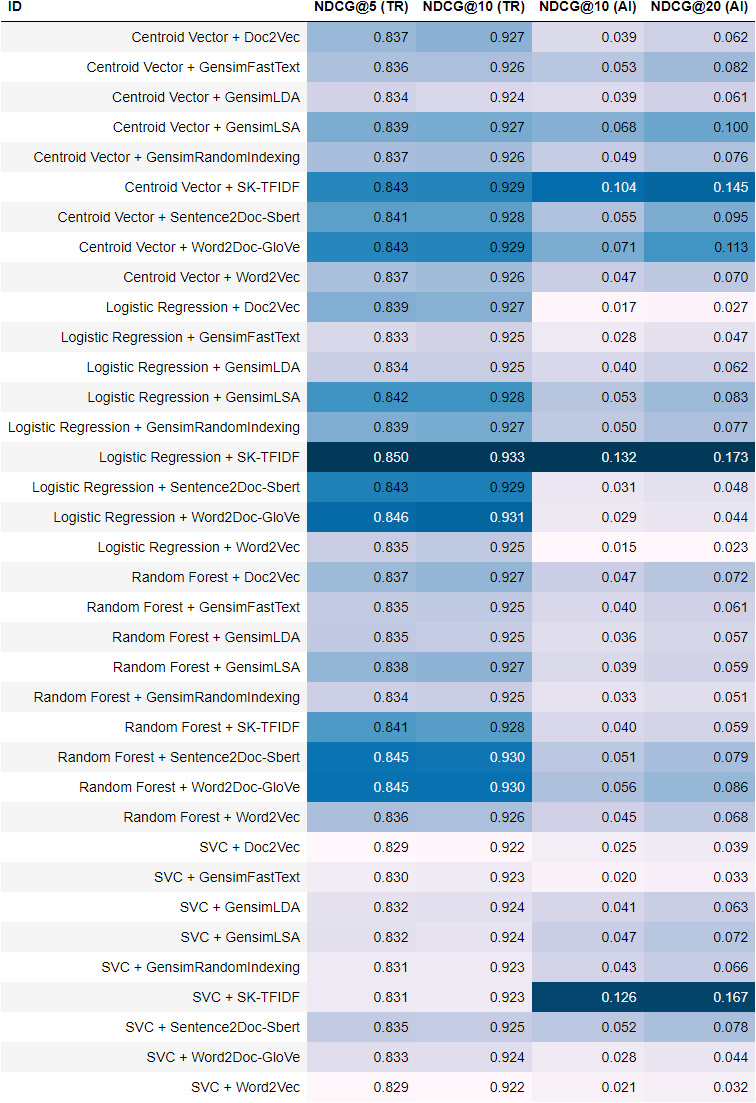 ID NDCG@5 (TR) NDCG@10 (TR) NDCG@10 (AI) NDCG@20 (AI)
Centroid Vector + Doc2Vec 0.837 0.927 0.039 0.062
Centroid Vector + GensimFastText 0.836 0.926 0.053 0.082
Centroid Vector + GensimLDA 0.834 0.924 0.039 0.061
Centroid Vector + GensimLSA 0.839 0.927 0.068 0.100
Centroid Vector + GensimRandomIndexing 0.837 0.926 0.049 0.076
Centroid Vector + SK-TFIDF 0.843 0.929 0.104 0.145
Centroid Vector + Sentence2Doc-Sbert 0.841 0.928 0.055 0.095
Centroid Vector + Word2Doc-GloVe 0.843 0.929 0.071 0.113
Centroid Vector + Word2Vec 0.837 0.926 0.047 0.070
Logistic Regression + Doc2Vec 0.839 0.927 0.017 0.027
Logistic Regression + GensimFastText 0.833 0.925 0.028 0.047
Logistic Regression + GensimLDA 0.834 0.925 0.040 0.062
Logistic Regression + GensimLSA 0.842 0.928 0.053 0.083
Logistic Regression + GensimRandomIndexing 0.839 0.927 0.050 0.077
Logistic Regression + SK-TFIDF 0.850 0.933 0.132 0.173
Logistic Regression + Sentence2Doc-Sbert 0.843 0.929 0.031 0.048
Logistic Regression + Word2Doc-GloVe 0.846 0.931 0.029 0.044
Logistic Regression + Word2Vec 0.835 0.925 0.015 0.023
Random Forest + Doc2Vec 0.837 0.927 0.047 0.072
Random Forest + GensimFastText 0.835 0.925 0.040 0.061
Random Forest + GensimLDA 0.835 0.925 0.036 0.057
Random Forest + GensimLSA 0.838 0.927 0.039 0.059
Random Forest + GensimRandomIndexing 0.834 0.925 0.033 0.051
Random Forest + SK-TFIDF 0.841 0.928 0.040 0.059
Random Forest + Sentence2Doc-Sbert 0.845 0.930 0.051 0.079
Random Forest + Word2Doc-GloVe 0.845 0.930 0.056 0.086
Random Forest + Word2Vec 0.836 0.926 0.045 0.068
SVC + Doc2Vec 0.829 0.922 0.025 0.039
SVC + GensimFastText 0.830 0.923 0.020 0.033
SVC + GensimLDA 0.832 0.924 0.041 0.063
SVC + GensimLSA 0.832 0.924 0.047 0.072
SVC + GensimRandomIndexing 0.831 0.923 0.043 0.066
SVC + SK-TFIDF 0.831 0.923 0.126 0.167
SVC + Sentence2Doc-Sbert 0.835 0.925 0.052 0.078
SVC + Word2Doc-GloVe 0.833 0.924 0.028 0.044
SVC + Word2Vec 0.829 0.922 0.021 0.032